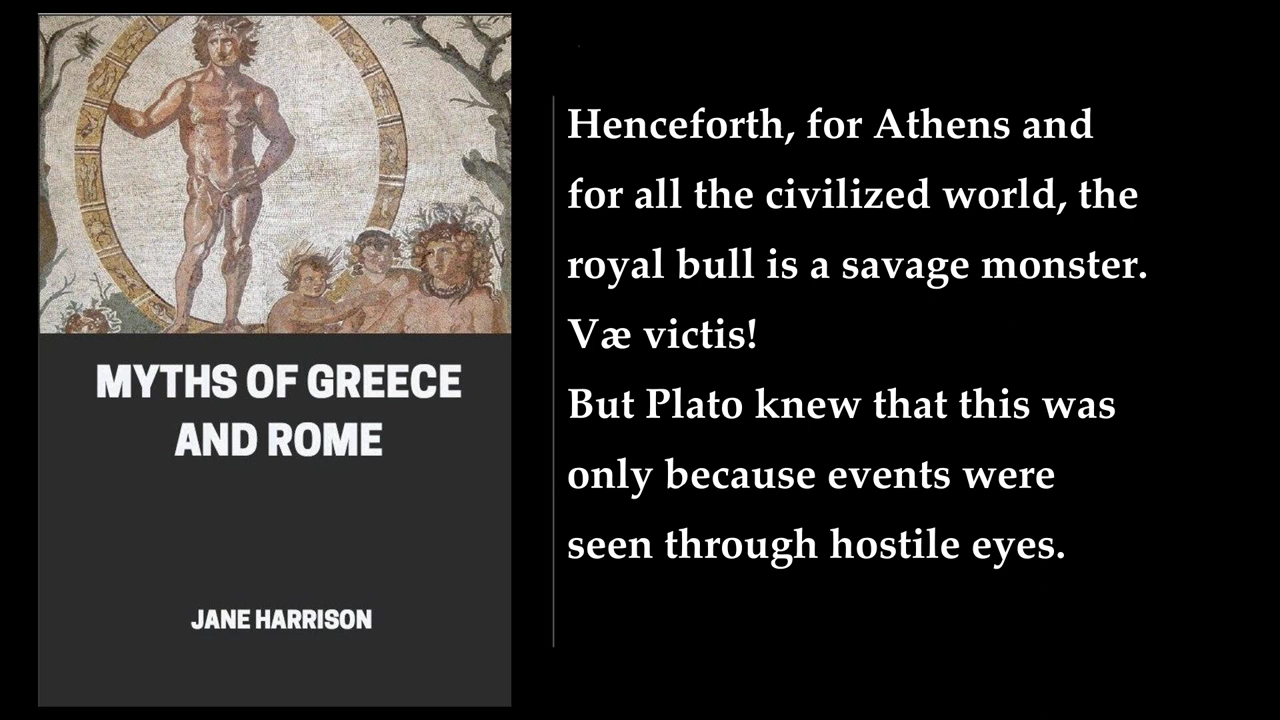 MYTHS OF GREECE
AND ROME
JANE HARRISON
Henceforth, for Athens and
for all the civilized world, the
royal bull is a savage monster.
Væ victis!
But Plato knew that this was
only because events were
seen through hostile eyes.